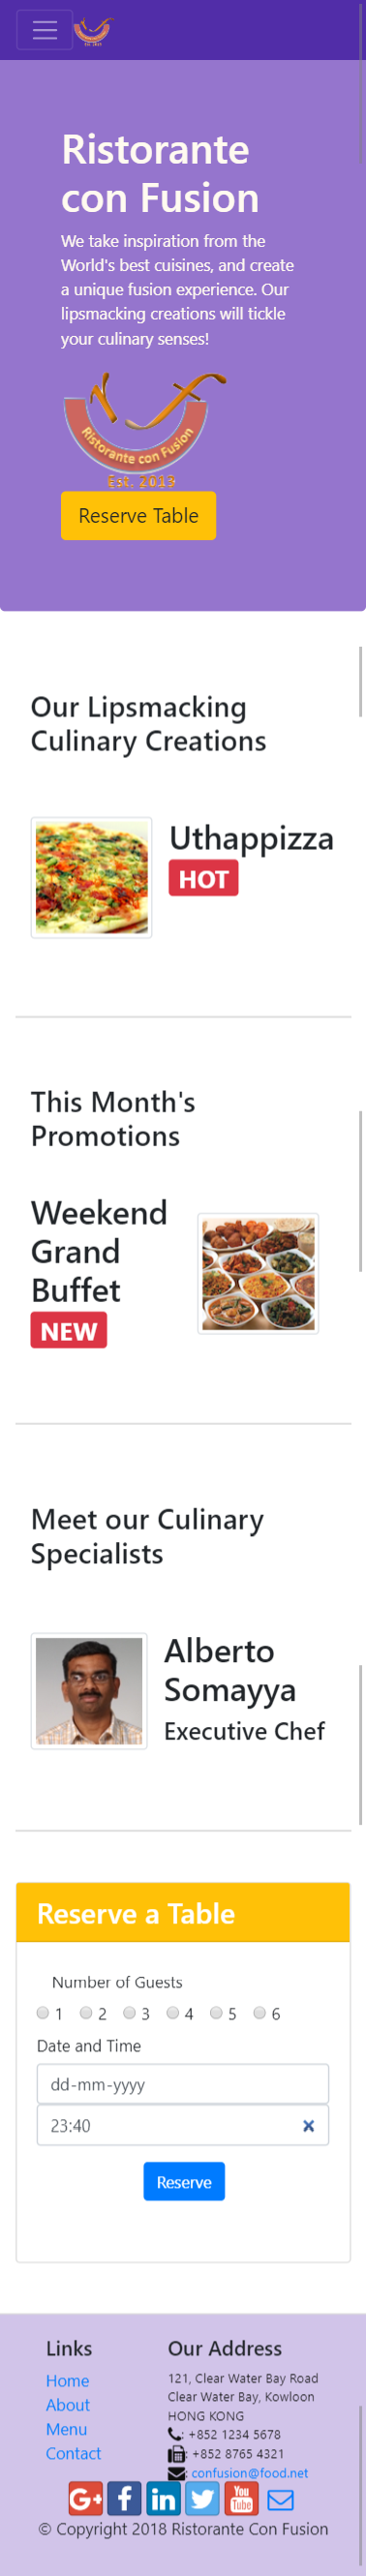 Est. 2013
Ristorante
con Fusion
We take inspiration from the
World's best cuisines, and create
a unique fusion experience. Our
lipsmacking creations will tickle
your culinary senses!
Ristorante con Fusion
Est. 2013
Reserve Table
Our Lipsmacking
Culinary Creations
Uthappizza
HOT
This Month's
Promotions
Weekend
Grand
Buffet
NEW
Meet our Culinary
Specialists
Alberto
Somayya
Executive Chef
Reserve a Table
Number of Guests
1 2 3 4 5 6
Date and Time
dd-mm-yyyy
23:40
Reserve
Links
Home
About
Menu
Contact
Our Address
121, Clear Water Bay Road
Clear Water Bay, Kowloon
HONG KONG
: +852 1234 5678
: +852 8765 4321
: confusion@food.net
G+ f in You Tube
© Copyright 2018 Ristorante Con Fusion